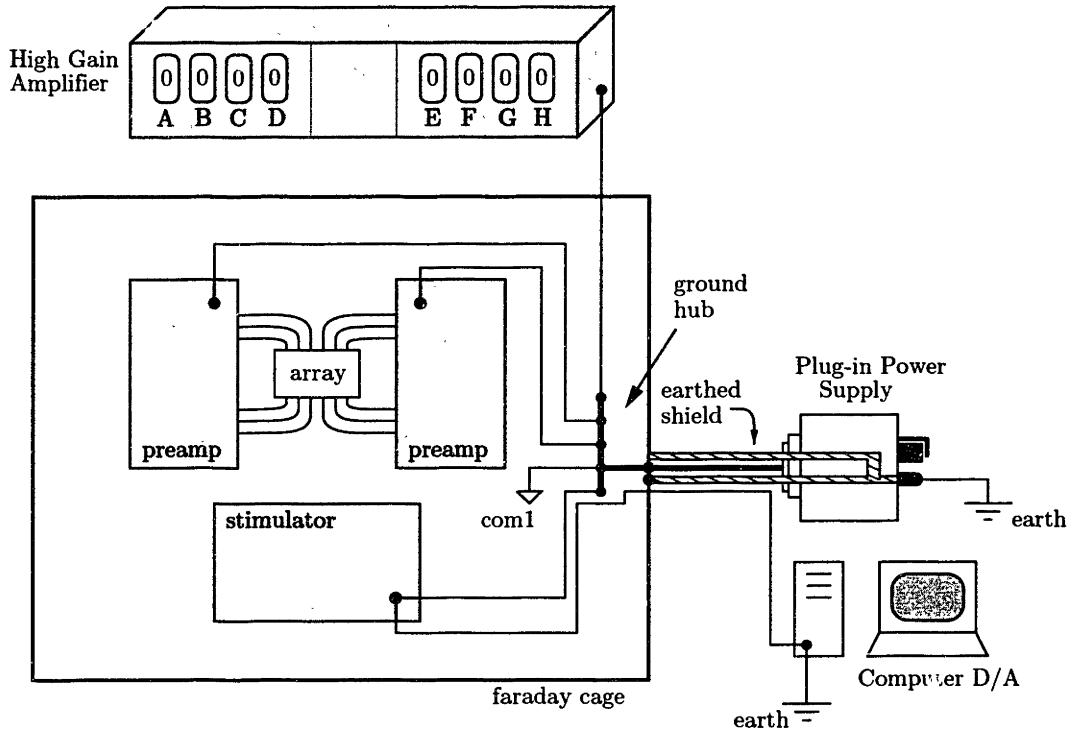 High Gain
Amplifier
0 0 0 0
A B C D
0 0 0 0
E F G H
ground
hub
Plug-in Power
Supply
earthed
shield
array
preamp
preamp
com1
stimulator
earth
Computer D/A
faraday cage
earth